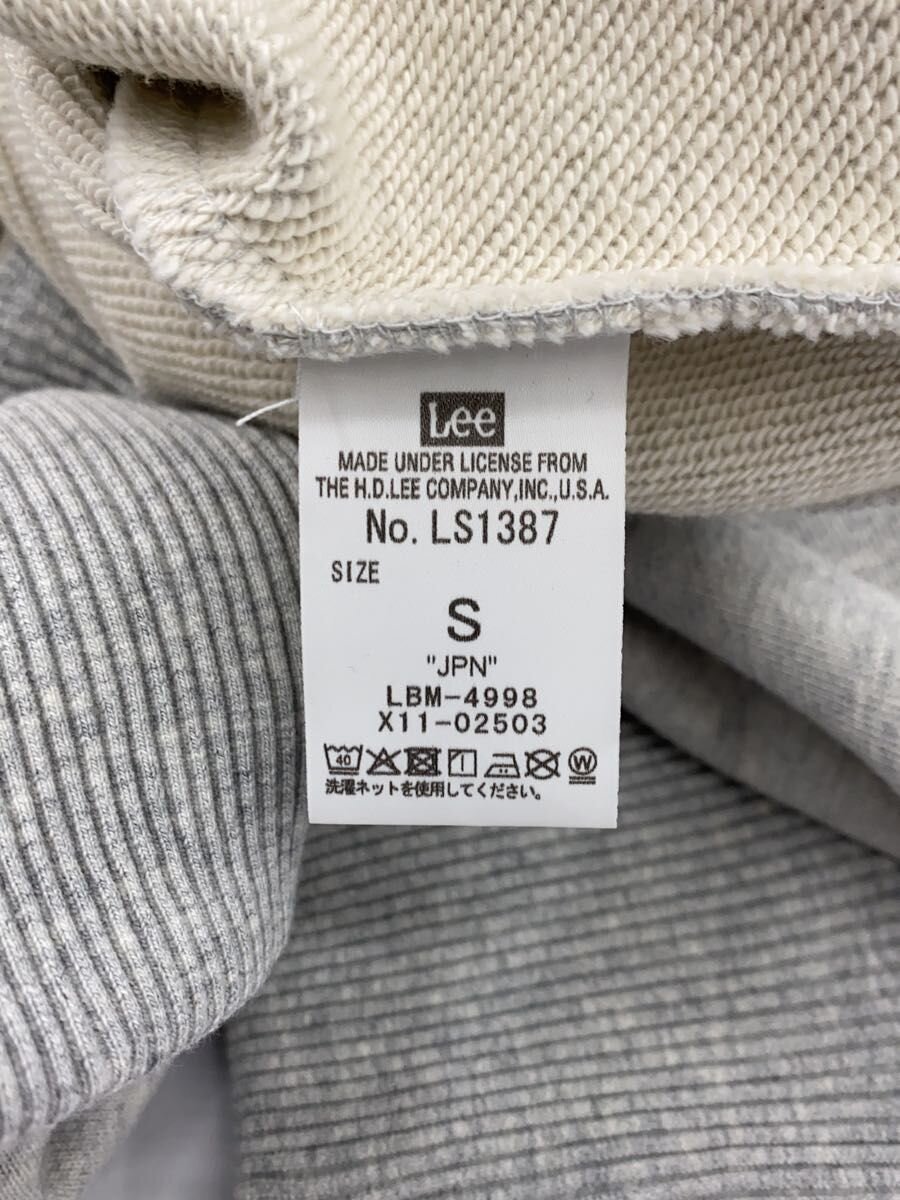 Lee
MADE UNDER LICENSE FROM
THE H.D.LEE COMPANY,INC.,U.S.A.
No. LS1387
SIZE
S
"JPN"
LBM-4998
X11-02503
40 W
洗濯ネットを使用してください。